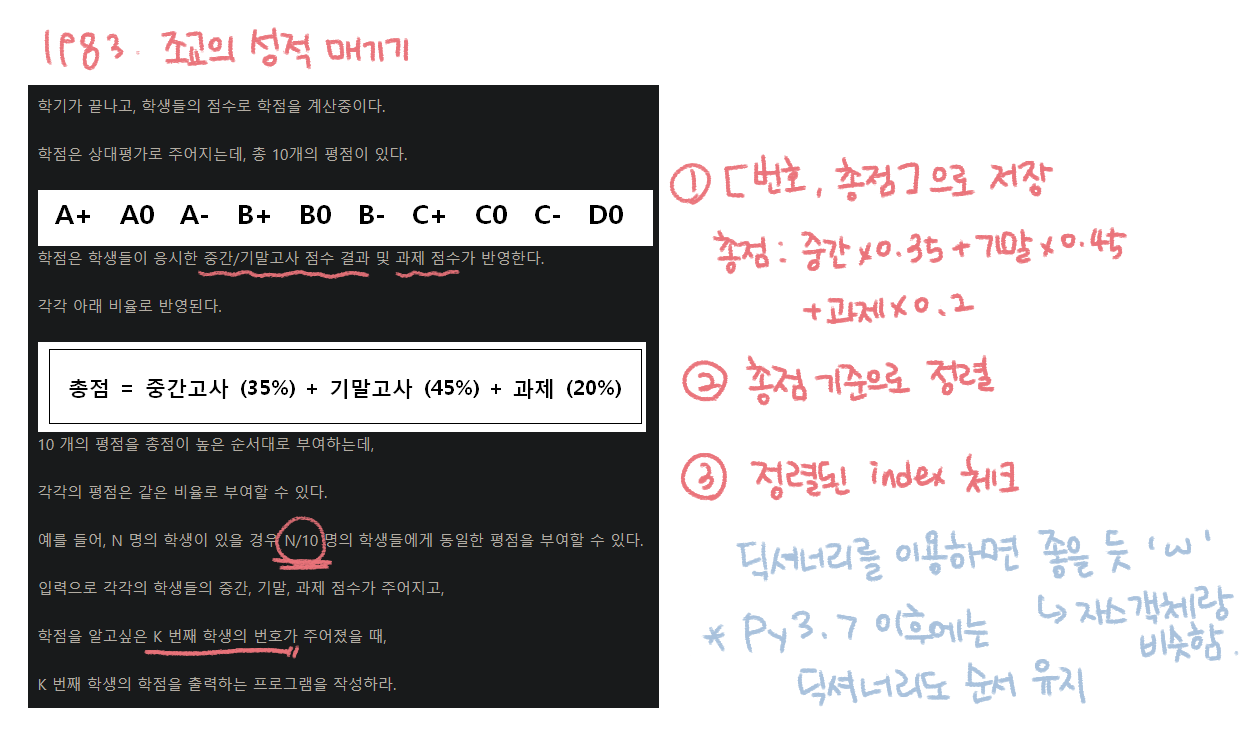 1983. 조교의 성적 매기기
학기가 끝나고, 학생들의 점수로 학점을 계산중이다.
학점은 상대평가로 주어지는데, 총 10개의 평점이 있다.
A+ A0 A- B+ B0 B- C+ C0 C- D0
학점은 학생들이 응시한 중간/기말고사 점수 결과 및 과제 점수가 반영한다.
각각 아래 비율로 반영된다.
총점 = 중간고사 (35%) + 기말고사 (45%) + 과제 (20%)
10 개의 평점을 총점이 높은 순서대로 부여하는데,
각각의 평점은 같은 비율로 부여할 수 있다.
예를 들어, N 명의 학생이 있을 경우 N/10 명의 학생들에게 동일한 평점을 부여할 수 있다.
입력으로 각각의 학생들의 중간, 기말, 과제 점수가 주어지고,
학점을 알고싶은 K 번째 학생의 번호가 주어졌을 때,
K 번째 학생의 학점을 출력하는 프로그램을 작성하라.
① [번호, 총점]으로 저장
총점 : 중간×0.35+기말×0.45
+과제×0.2
② 총점 기준으로 정렬
③ 정렬된 index 체크
딕셔너리를 이용하면 좋을 듯 'ω'
↳ 자스 객체랑
비슷함.
* Py3.7 이후에는
딕셔너리도 순서 유지